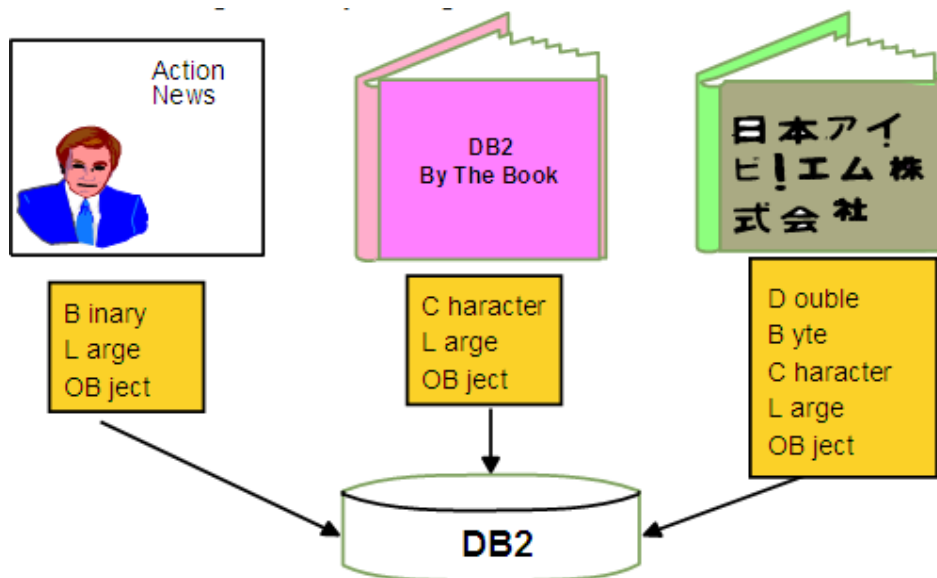 Action
News
DB2
By The Book
日本アイ
ビ!エム株
式会社
B inary
L arge
OB ject
C haracter
L arge
OB ject
D ouble
B yte
C haracter
L arge
OB ject
DB2